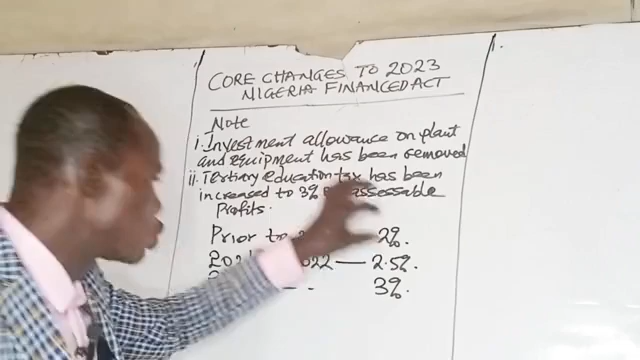 CORE CHANGES TO 2023
NIGERIA FINANCE ACT
Note
i. Investment allowance on plant
and equipment has been removed
ii. Tertiary education tax has been
increased to 3% assessable
Profits.
Prior to 2%.
2022 — 2.5%.
3%.
1.